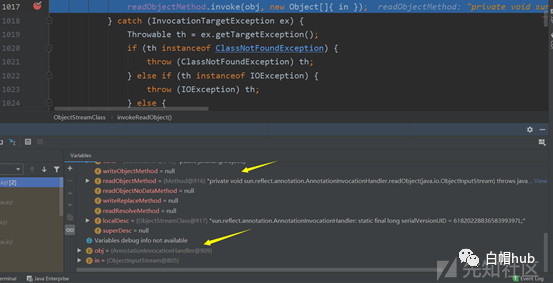 1017 readObjectMethod.invoke(obj, new Object[]{ in }); readObjectMethod: "private void sun
1018 } catch (InvocationTargetException ex) {
1019 Throwable th = ex.getTargetException();
1020 if (th instanceof ClassNotFoundException) {
1021 throw (ClassNotFoundException) th;
1022 } else if (th instanceof IOException) {
1023 throw (IOException) th;
1024 } else {
ObjectStreamClass › invokeReadObject()
Variables
writeObjectMethod = null
readObjectMethod = {Method@916} "private void sun.reflect.annotation.AnnotationInvocationHandler.readObject(java.io.ObjectInputStream) throws java... View
readObjectNoDataMethod = null
writeReplaceMethod = null
readResolveMethod = null
localDesc = {ObjectStreamClass@917} "sun.reflect.annotation.AnnotationInvocationHandler: static final long serialVersionUID = 6182022883658399397L;"
superDesc = null
Variables debug info not available
obj = {AnnotationInvocationHandler@909}
in = {ObjectInputStream@805}
白帽hub
先知社区
Terminal Java Enterprise
Event Log